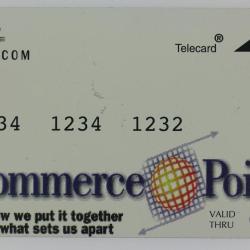 .COM
Telecard®
34 1234 1232
ommerce Poi
w we put it together
what sets us apart
VALID
THRU